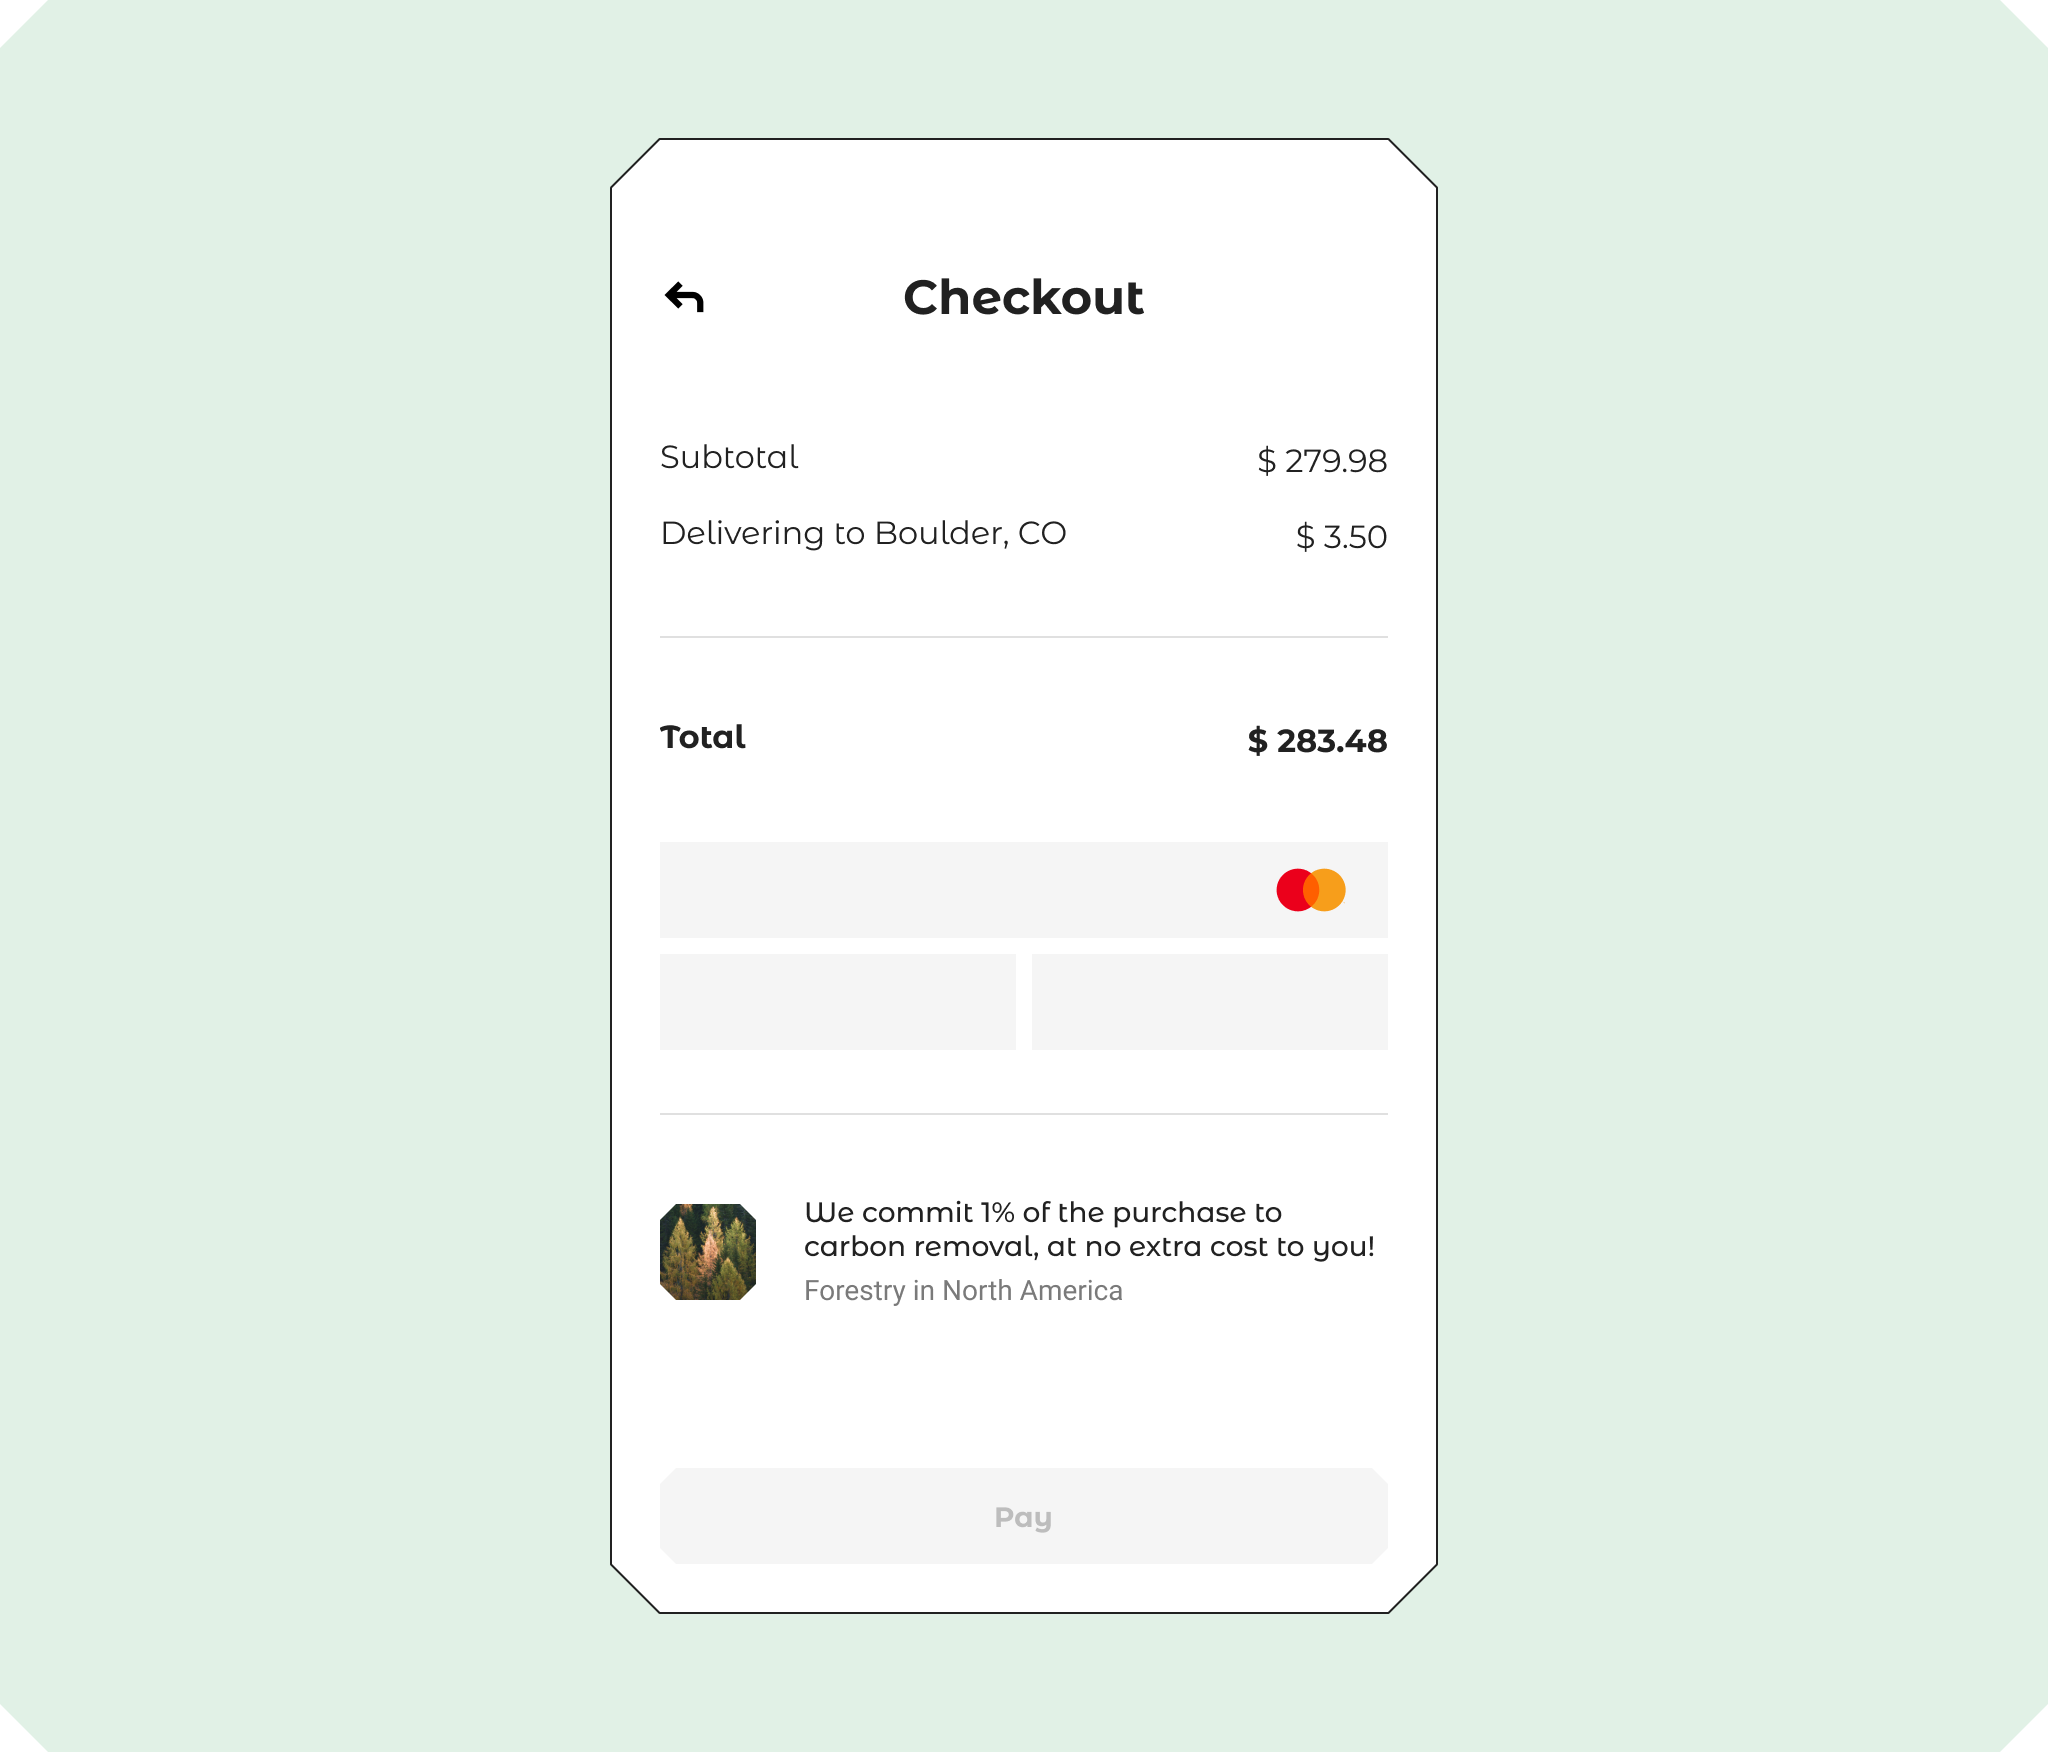 Checkout
Subtotal $ 279.98
Delivering to Boulder, CO $ 3.50
Total $ 283.48
We commit 1% of the purchase to
carbon removal, at no extra cost to you!
Forestry in North America
Pay